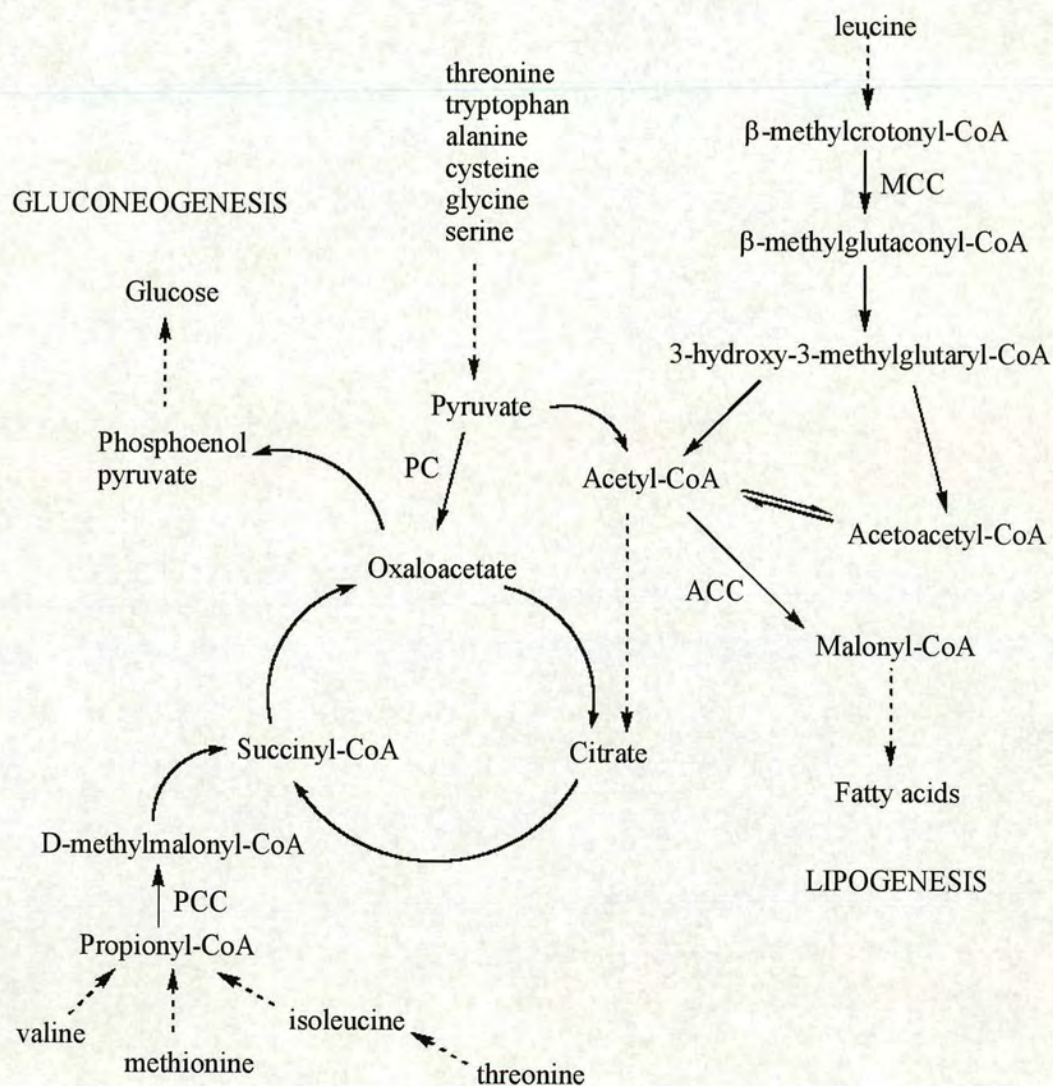 leucine
threonine
tryptophan
alanine
cysteine
glycine
serine
β-methylcrotonyl-CoA
MCC
GLUCONEOGENESIS
β-methylglutaconyl-CoA
Glucose
3-hydroxy-3-methylglutaryl-CoA
Pyruvate
Phosphoenol
pyruvate
PC
Acetyl-CoA
Acetoacetyl-CoA
Oxaloacetate
ACC
Malonyl-CoA
Succinyl-CoA
Citrate
Fatty acids
D-methylmalonyl-CoA
LIPOGENESIS
PCC
Propionyl-CoA
valine
isoleucine
methionine
threonine